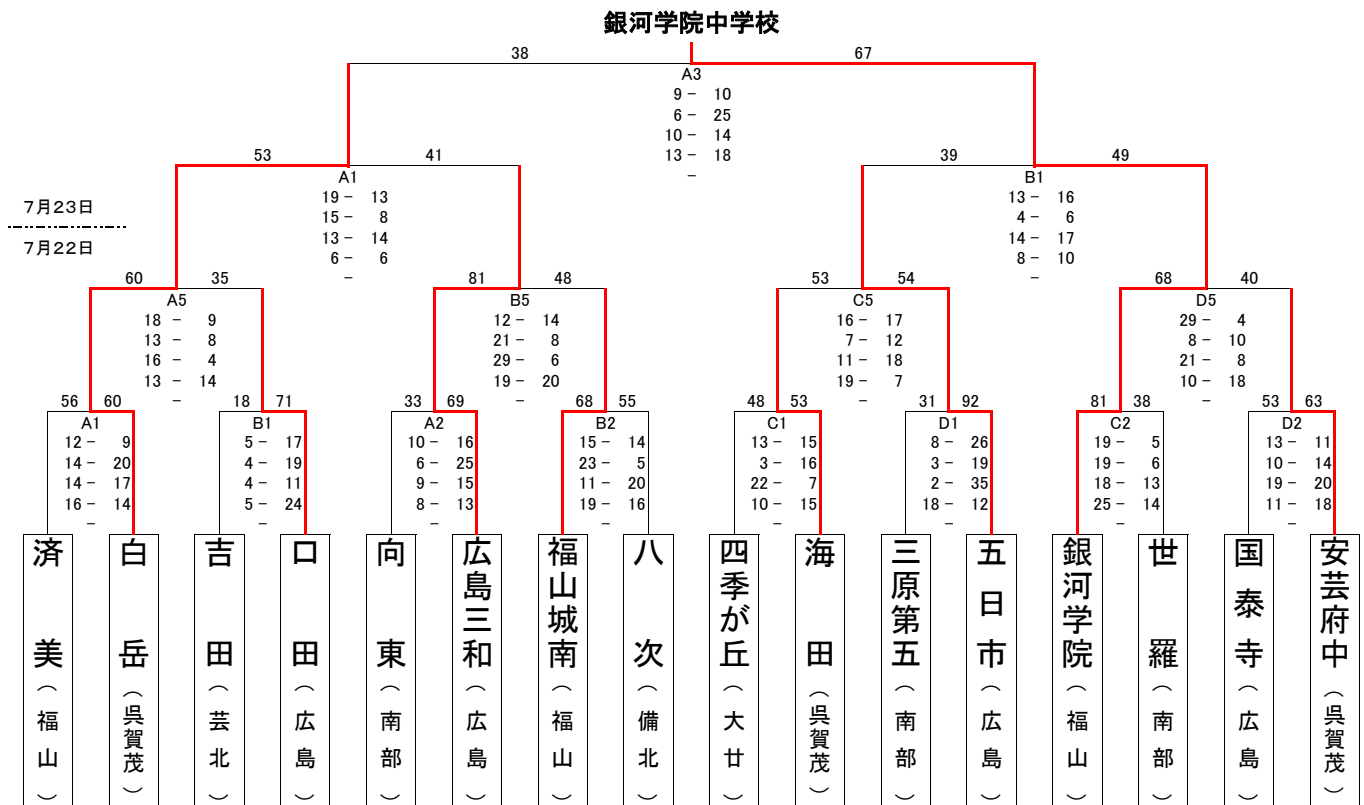 銀河学院中学校
38 67
A3
9 － 10
6 － 25
10 － 14
13 － 18
－
53 41
A1
19 － 13
15 － 8
13 － 14
6 － 6
－
39 49
B1
13 － 16
4 － 6
14 － 17
8 － 10
－
7月23日
7月22日
60 35
A5
18 － 9
13 － 8
16 － 4
13 － 14
－
81 48
B5
12 － 14
21 － 8
29 － 6
19 － 20
－
53 54
C5
16 － 17
7 － 12
11 － 18
19 － 7
－
68 40
D5
29 － 4
8 － 10
21 － 8
10 － 18
－
56 60
A1
12 － 9
14 － 20
14 － 17
16 － 14
－
18 71
B1
5 － 17
4 － 19
4 － 11
5 － 24
－
33 69
A2
10 － 16
6 － 25
9 － 15
8 － 13
－
68 55
B2
15 － 14
23 － 5
11 － 20
19 － 16
－
48 53
C1
13 － 15
3 － 16
22 － 7
10 － 15
－
31 92
D1
8 － 26
3 － 19
2 － 35
18 － 12
－
81 38
C2
19 － 5
19 － 6
18 － 13
25 － 14
－
53 63
D2
13 － 11
10 － 14
19 － 20
11 － 18
－
済美（福山）
白岳（呉賀茂）
吉田（芸北）
口田（広島）
向東（南部）
広島三和（広島）
福山城南（福山）
八次（備北）
四季が丘（大廿）
海田（呉賀茂）
三原第五（南部）
五日市（広島）
銀河学院（福山）
世羅（南部）
国泰寺（広島）
安芸府中（呉賀茂）